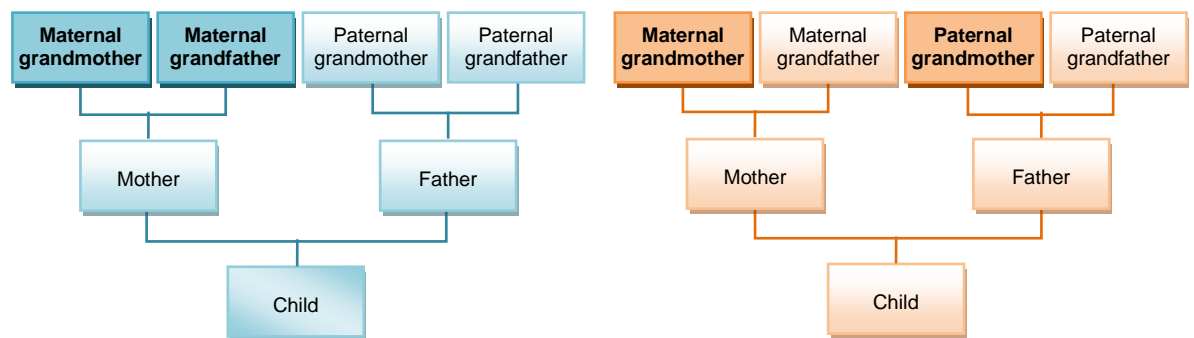 Maternal
grandmother
Maternal
grandfather
Paternal
grandmother
Paternal
grandfather
Mother
Father
Child
Maternal
grandmother
Maternal
grandfather
Paternal
grandmother
Paternal
grandfather
Mother
Father
Child